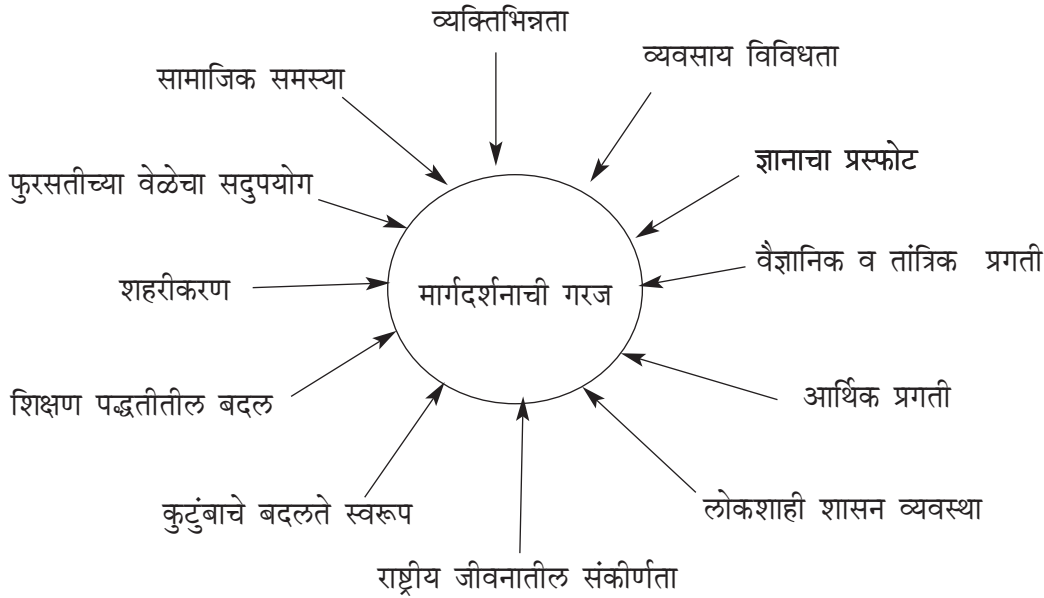 व्यक्तिभिन्नता
व्यवसाय विविधता
सामाजिक समस्या
ज्ञानाचा प्रस्फोट
फुरसतीच्या वेळेचा सदुपयोग
वैज्ञानिक व तांत्रिक प्रगती
शहरीकरण
मार्गदर्शनाची गरज
शिक्षण पद्धतीतील बदल
आर्थिक प्रगती
कुटुंबाचे बदलते स्वरूप
लोकशाही शासन व्यवस्था
राष्ट्रीय जीवनातील संकीर्णता